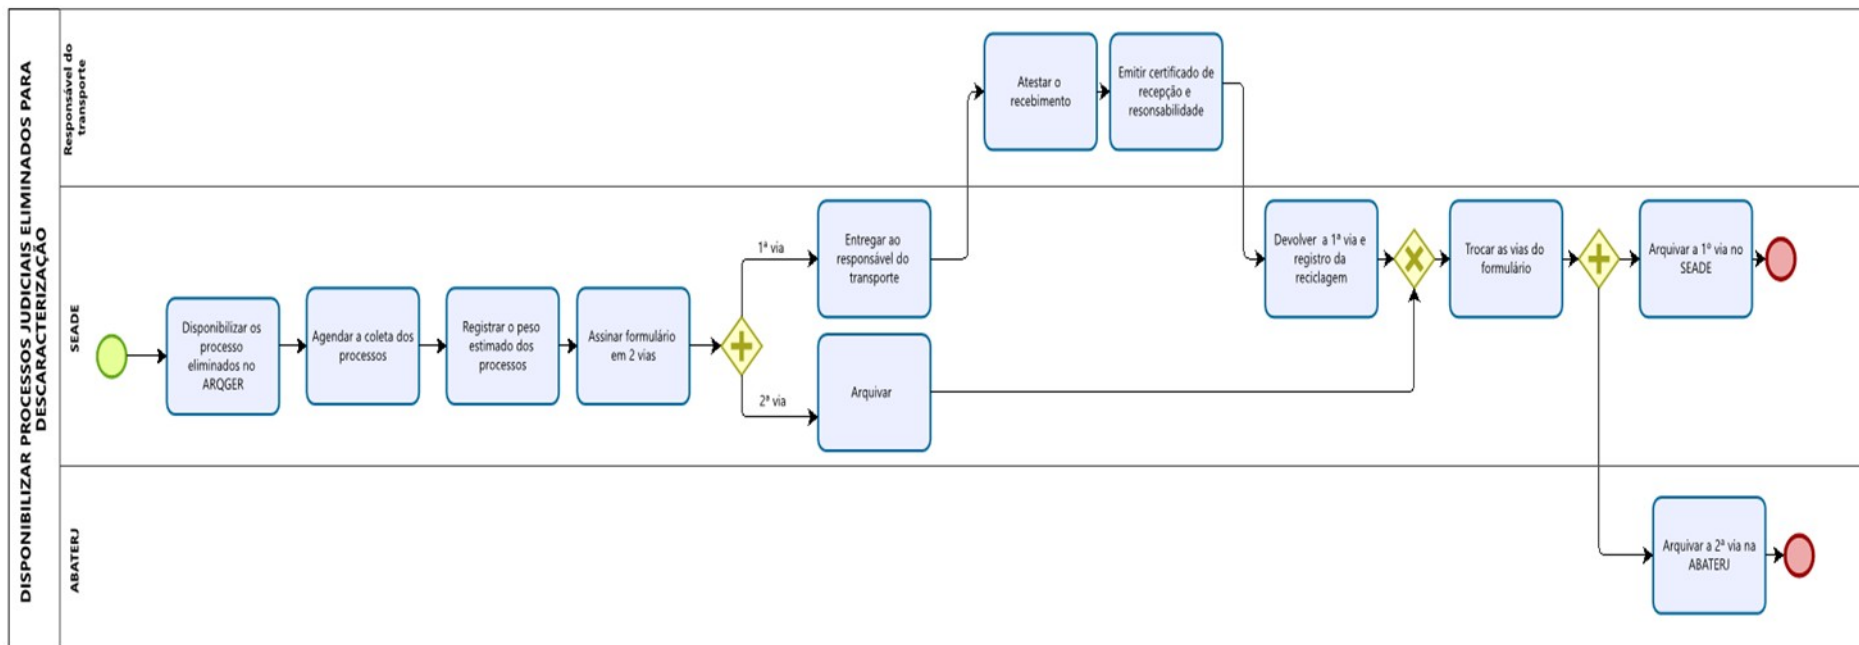 DISPONIBILIZAR PROCESSOS JUDICIAIS ELIMINADOS PARA
DESCARACTERIZAÇÃO
Responsável do
transporte
Atestar o
recebimento
Emitir certificado de
recepção e
resonsabilidade
SEADE
Disponibilizar os
processo
eliminados no
ARQGER
Agendar a coleta dos
processos
Registrar o peso
estimado dos
processos
Assinar formulário
em 2 vias
1ª via
Entregar ao
responsável do
transporte
2ª via
Arquivar
Devolver a 1ª via e
registro da
reciclagem
Trocar as vias do
formulário
Arquivar a 1º via no
SEADE
ABATERJ
Arquivar a 2ª via na
ABATERJ